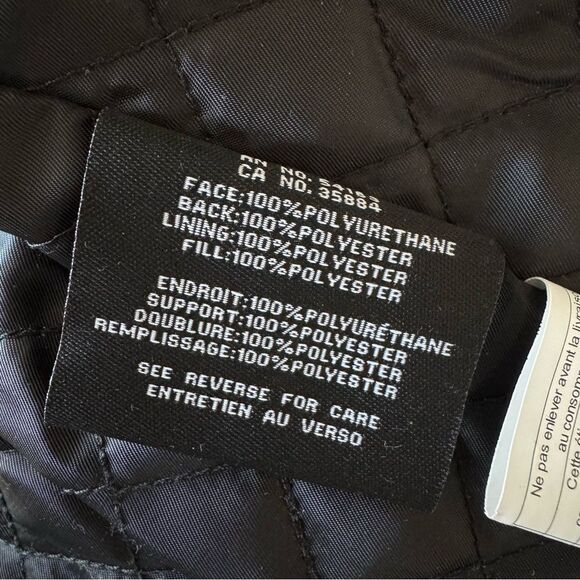 CA NO. 35884
FACE:100%POLYURETHANE
BACK:100%POLYESTER
LINING:100%POLYESTER
FILL:100%POLYESTER
ENDROIT:100%POLYURÉTHANE
SUPPORT:100%POLYESTER
DOUBLURE:100%POLYESTER
REMPLISSAGE:100%POLYESTER
SEE REVERSE FOR CARE
ENTRETIEN AU VERSO
Ne pas enlever avant la
au
Cette